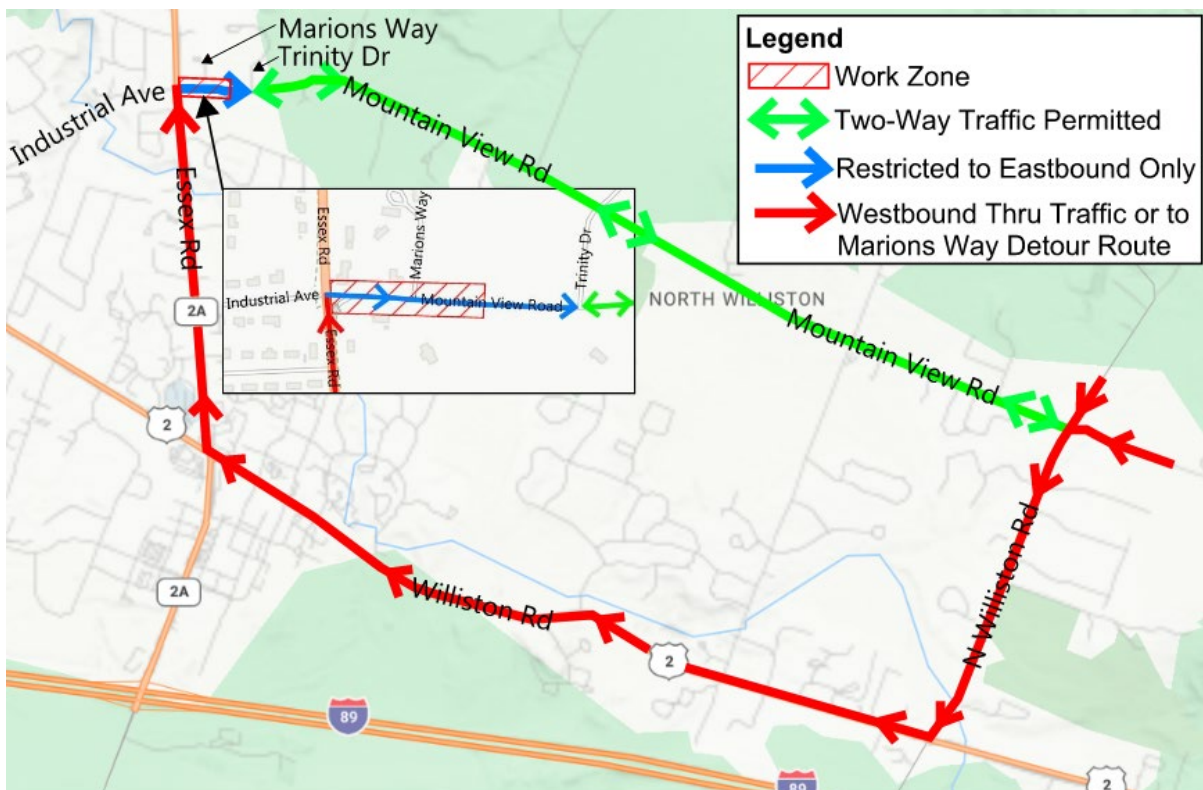 Marions Way
Trinity Dr
Industrial Ave
Essex Rd
Mountain View Rd
Legend
Work Zone
Two-Way Traffic Permitted
Restricted to Eastbound Only
Westbound Thru Traffic or to
Marions Way Detour Route
Essex Rd
Marions Way
Trinity Dr
Industrial Ave
Mountain View Road
Essex Rd
NORTH WILLISTON
2A
Mountain View Rd
2
2A
Williston Rd
N Williston Rd
2
89
89
2